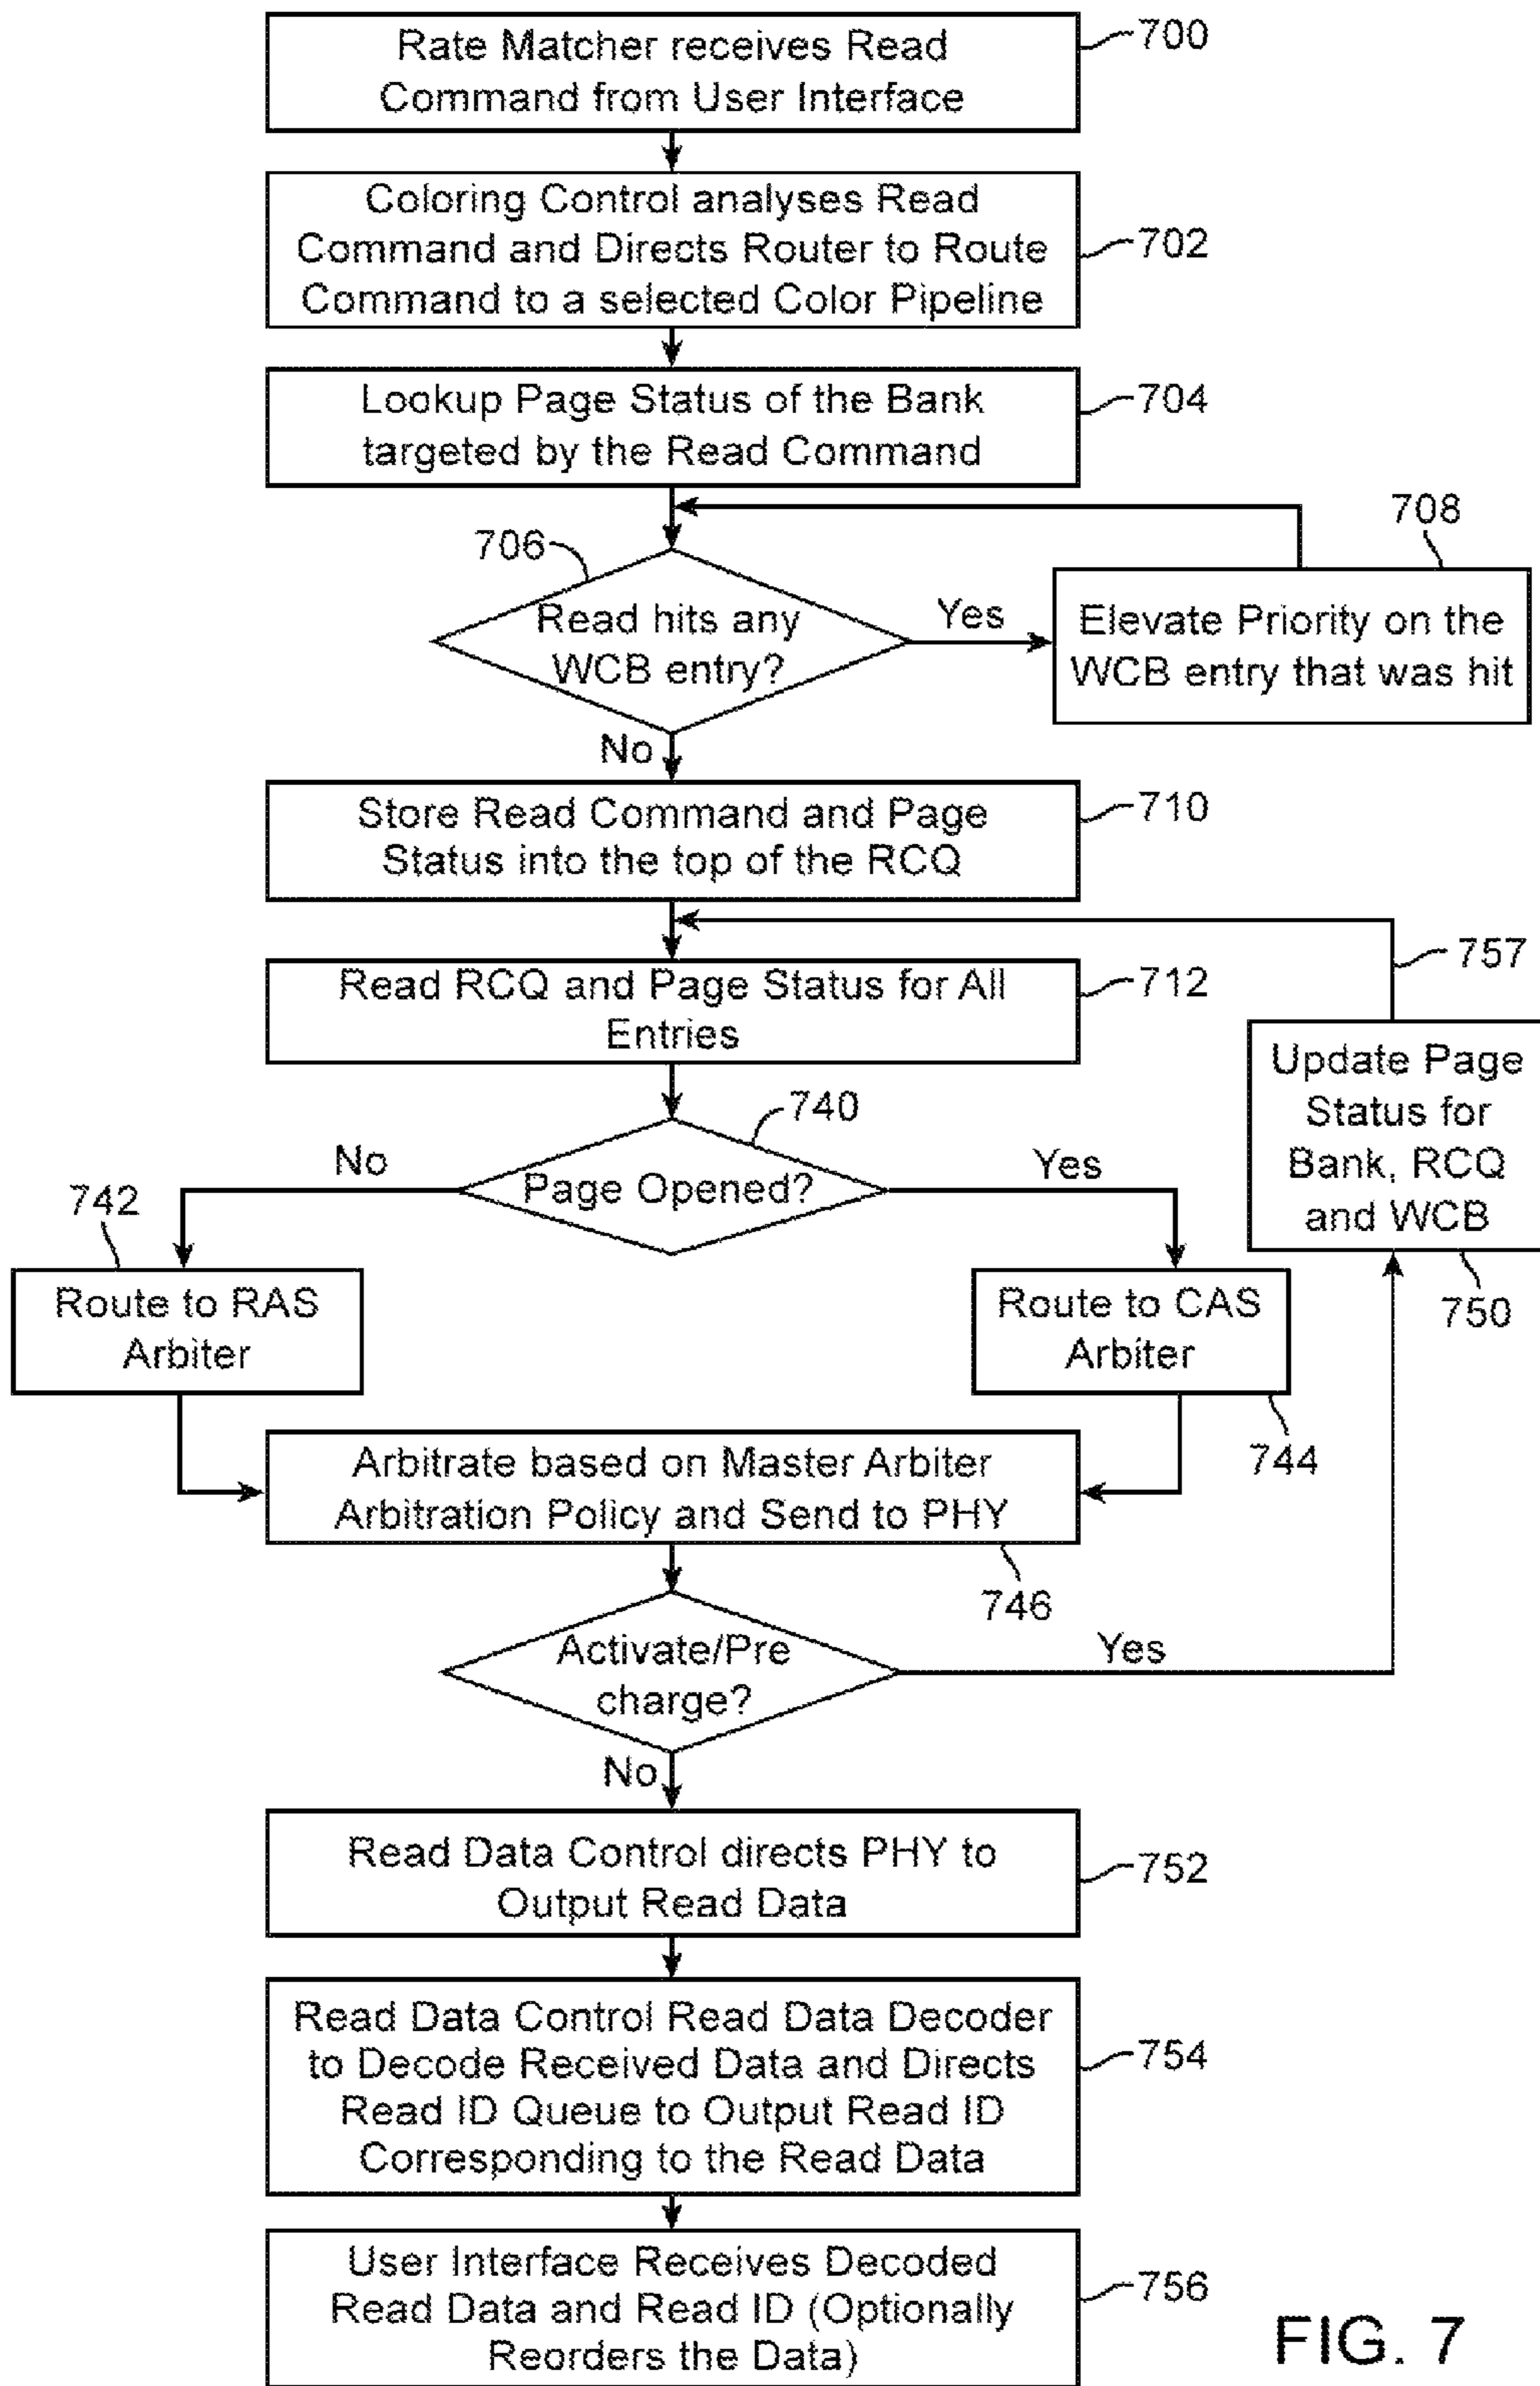 Rate Matcher receives Read
Command from User Interface
700
Coloring Control analyses Read
Command and Directs Router to Route
Command to a selected Color Pipeline
702
Lookup Page Status of the Bank
targeted by the Read Command
704
706
Read hits any
WCB entry?
Yes
708
Elevate Priority on the
WCB entry that was hit
No
Store Read Command and Page
Status into the top of the RCQ
710
757
Read RCQ and Page Status for All
Entries
712
Update Page
Status for
Bank, RCQ
and WCB
750
740
Page Opened?
No
Yes
742
Route to RAS
Arbiter
Route to CAS
Arbiter
744
Arbitrate based on Master Arbiter
Arbitration Policy and Send to PHY
746
Activate/Pre
charge?
Yes
No
Read Data Control directs PHY to
Output Read Data
752
Read Data Control Read Data Decoder
to Decode Received Data and Directs
Read ID Queue to Output Read ID
Corresponding to the Read Data
754
User Interface Receives Decoded
Read Data and Read ID (Optionally
Reorders the Data)
756
FIG. 7